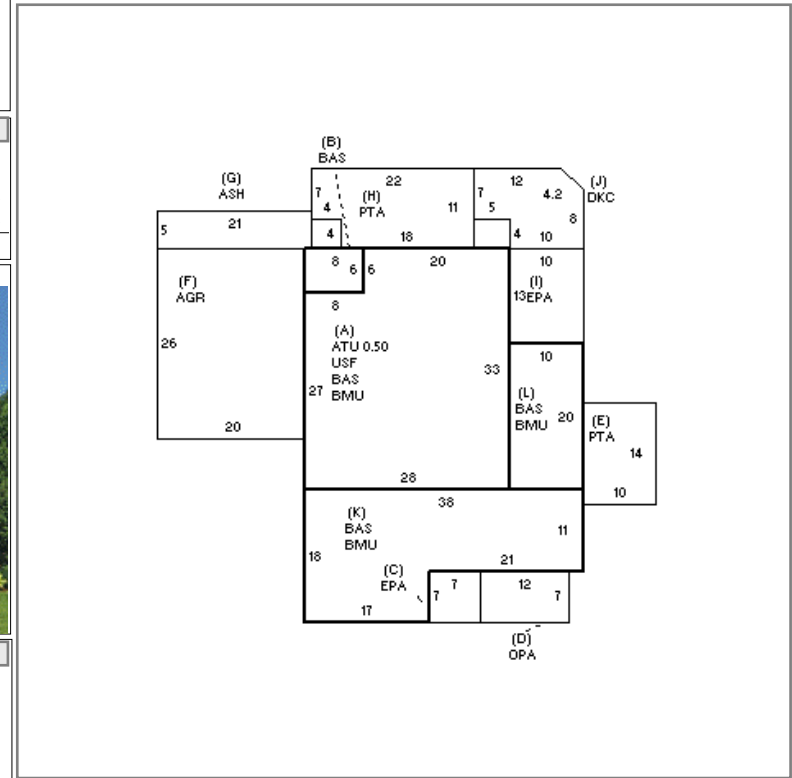 (B)
BAS
(G)
ASH
22
12
(J)
DKC
7
(H)
PTA
7
4.2
4
11
5
8
5
21
4
18
4
10
8
6
6
20
10
(F)
AGR
(I)
13 EPA
8
26
(A)
ATU 0.50
USF
BAS
BMU
33
10
27
(L)
BAS
BMU
20
(E)
PTA
14
20
28
10
38
(K)
BAS
BMU
11
18
21
(C)
EPA
7
7
12
7
17
(D)
OPA